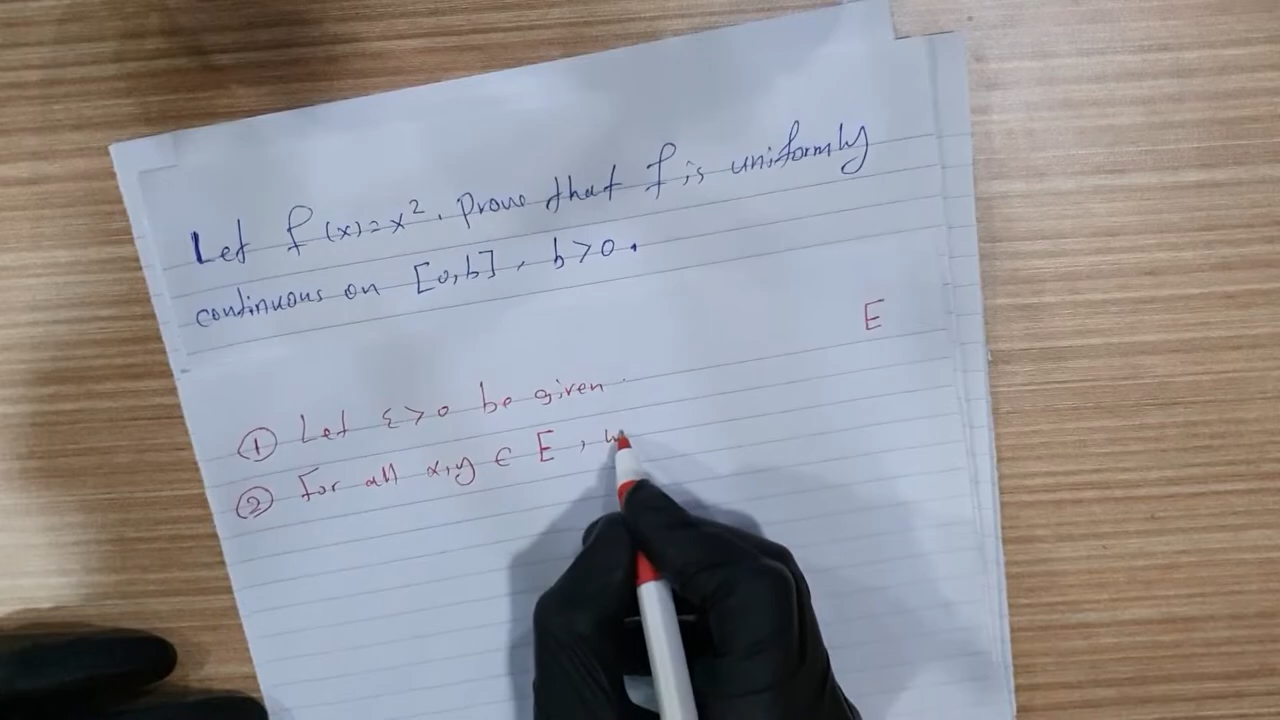 Let f(x)=x². Prove that f is uniformly
continuous on [0,b], b>0.
E
① Let ε>0 be given.
② For all x,y ∈ E,